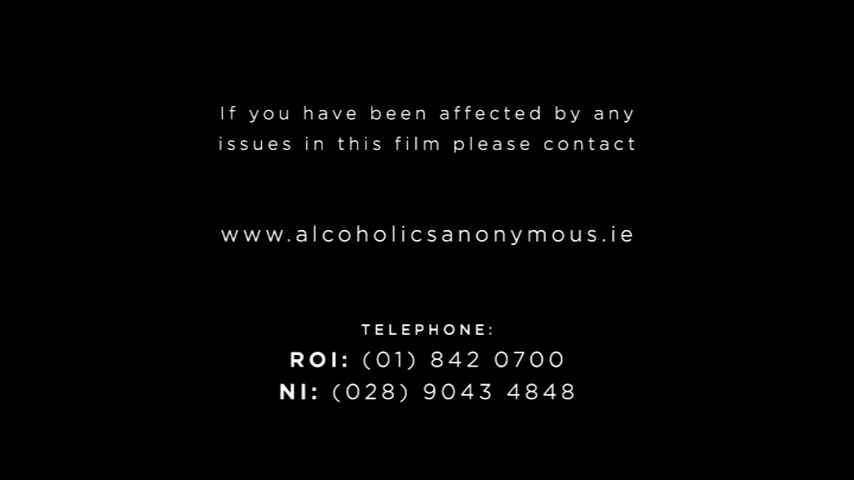 If you have been affected by any
issues in this film please contact
www.alcoholicsanonymous.ie
TELEPHONE:
ROI: (01) 842 0700
NI: (028) 9043 4848